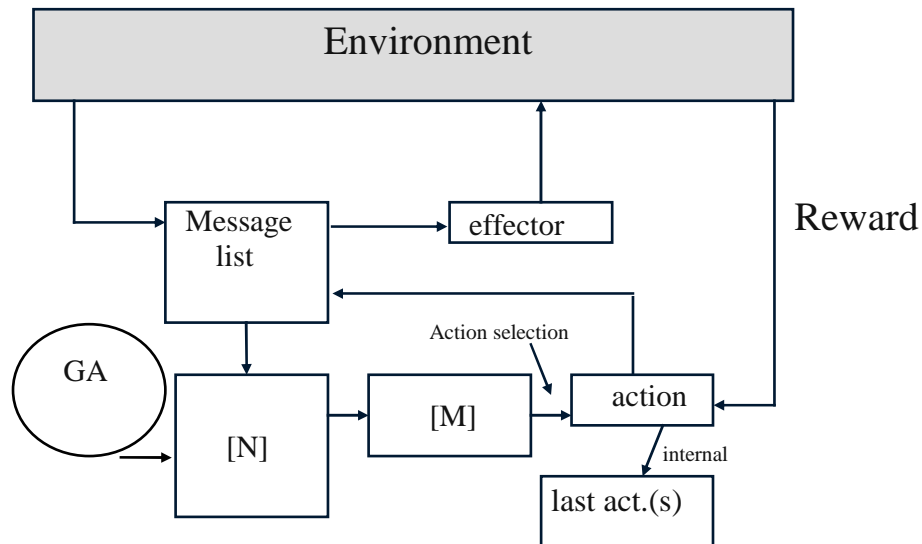 Environment
Message
list
effector
Reward
Action selection
GA
action
[N]
[M]
internal
last act.(s)